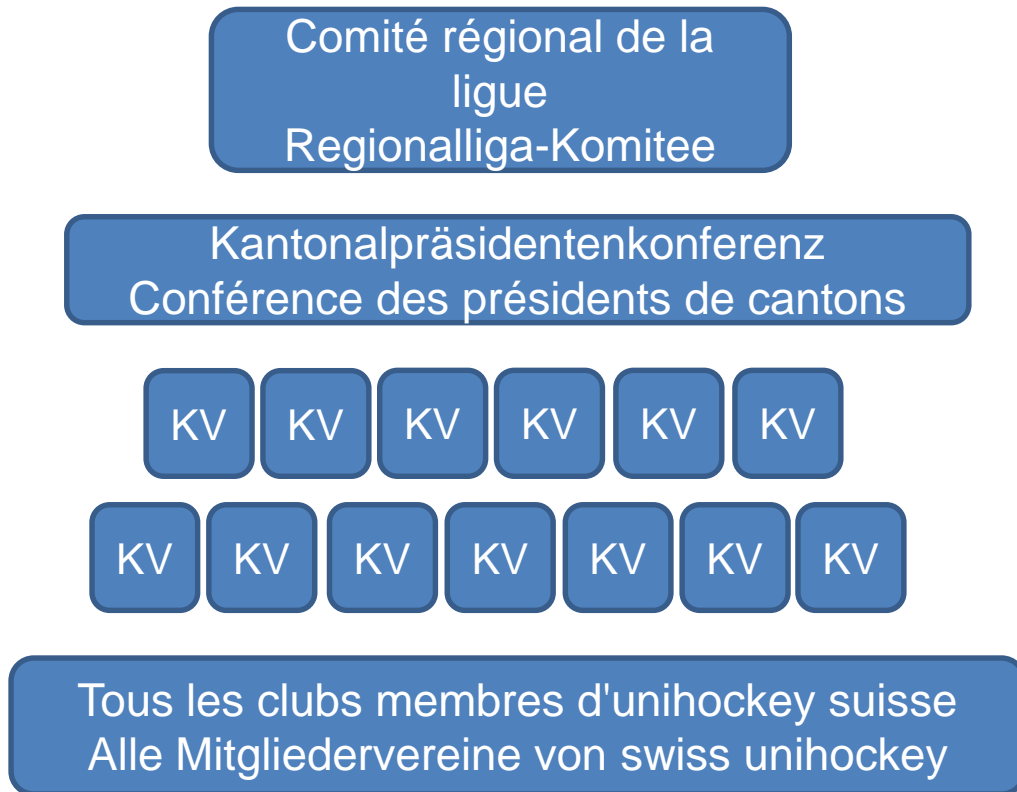 Comité régional de la
ligue
Regionalliga-Komitee
Kantonalpräsidentenkonferenz
Conférence des présidents de cantons
KV KV KV KV KV KV
KV KV KV KV KV KV KV
Tous les clubs membres d'unihockey suisse
Alle Mitgliedervereine von swiss unihockey